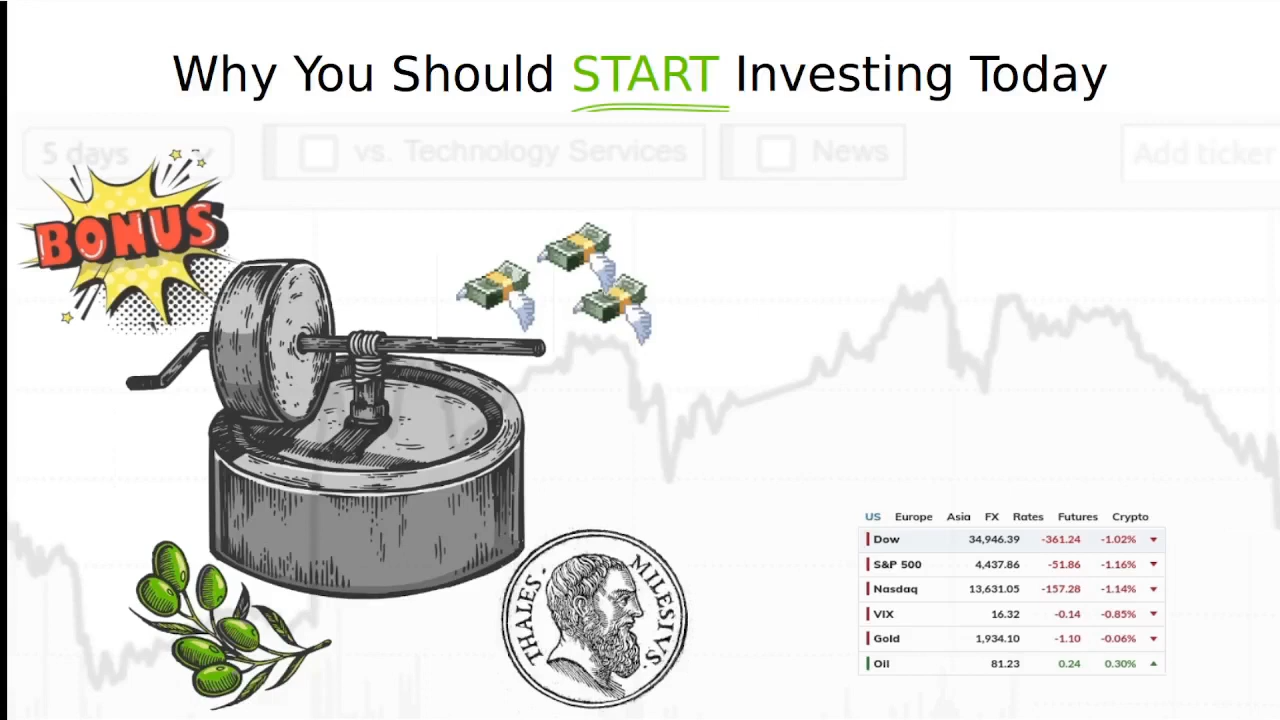 Why You Should START Investing Today
5 days
vs. Technology Services
News
Add ticker
BONUS
THALES · MILESIVS.
US Europe Asia FX Rates Futures Crypto
Dow 34,946.39 -361.24 -1.02%
S&P 500 4,437.86 -51.86 -1.16%
Nasdaq 13,631.05 -157.28 -1.14%
VIX 16.32 -0.14 -0.85%
Gold 1,934.10 -1.10 -0.06%
Oil 81.23 0.24 0.30%